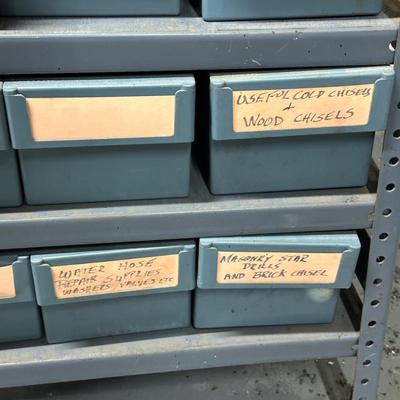 USEFUL COLD CHISELS
+
WOOD CHISELS
WATER HOSE
REPAIR SUPPLIES
WASHERS VALVES ETC
MASONRY STAR
DRILLS
AND BRICK CHISEL